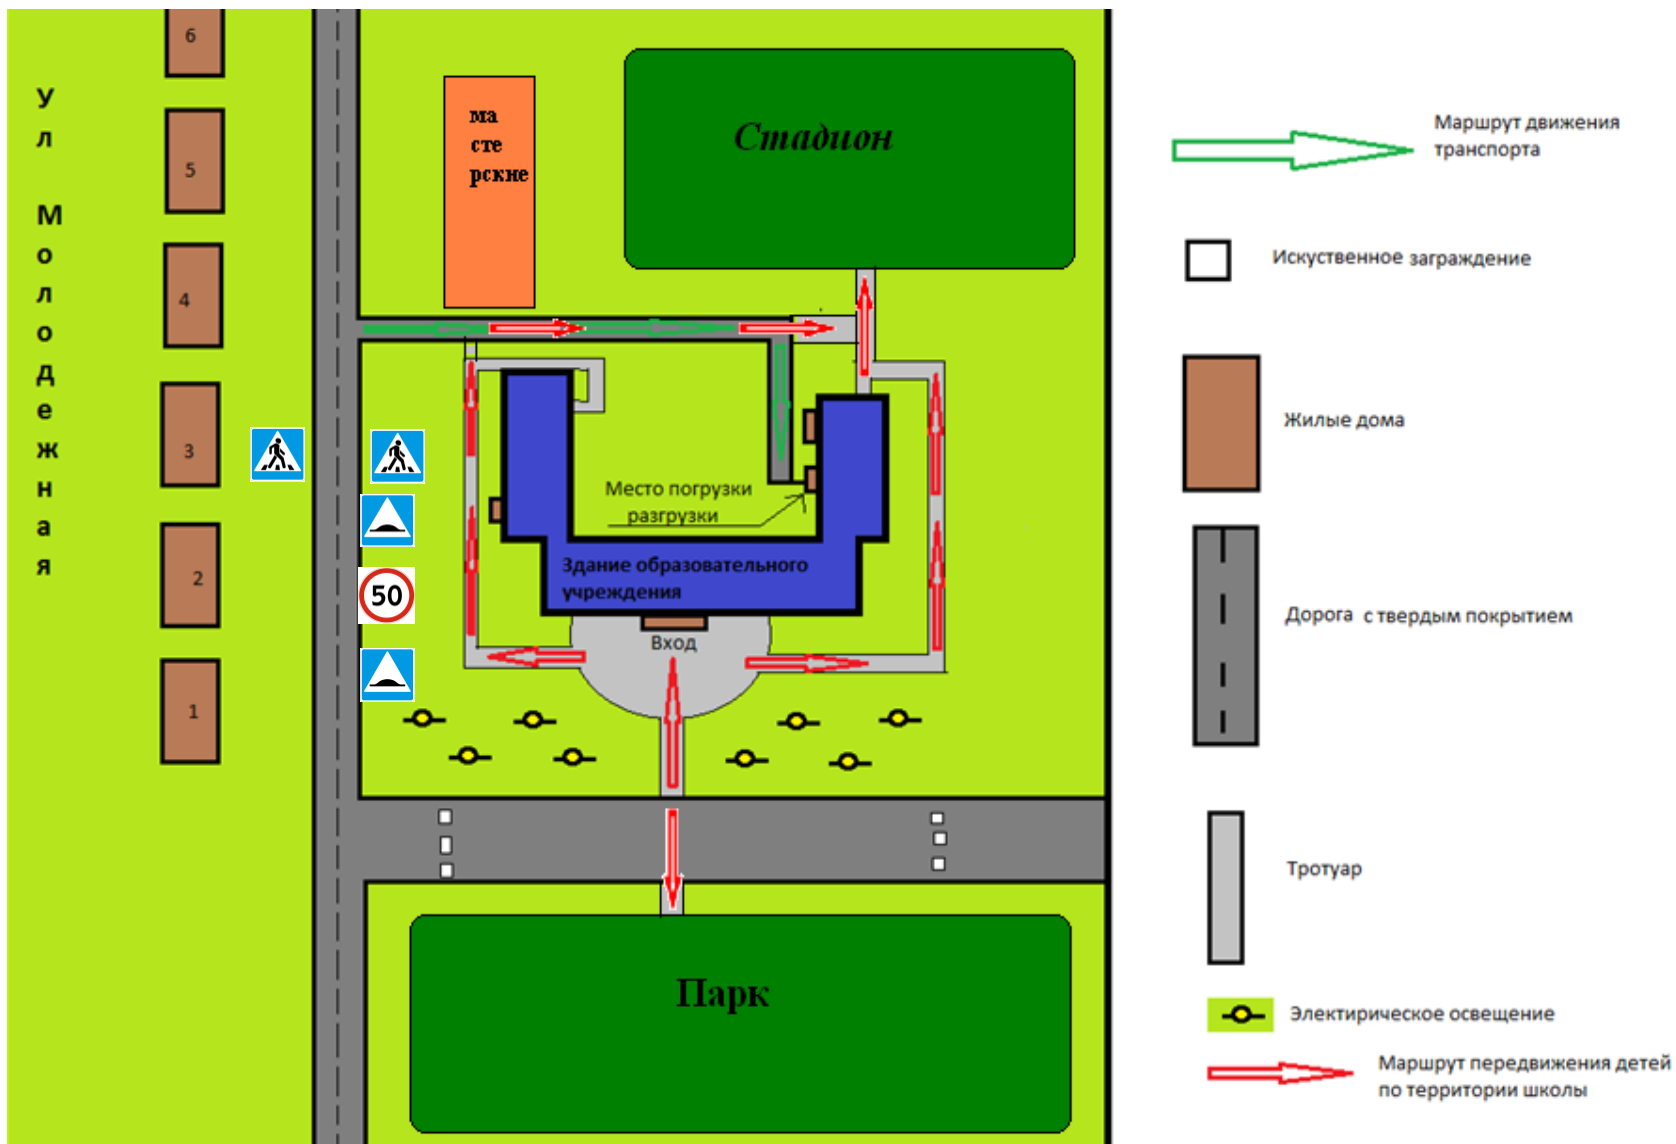 Ул Молодежная
6
5
4
3
2
1
ма
сте
рские
Стадион
50
Место погрузки
разгрузки
Здание образовательного
учреждения
Вход
Парк
Маршрут движения
транспорта
Искуственное заграждение
Жилые дома
Дорога с твердым покрытием
Тротуар
Электирическое освещение
Маршрут передвижения детей
по территории школы